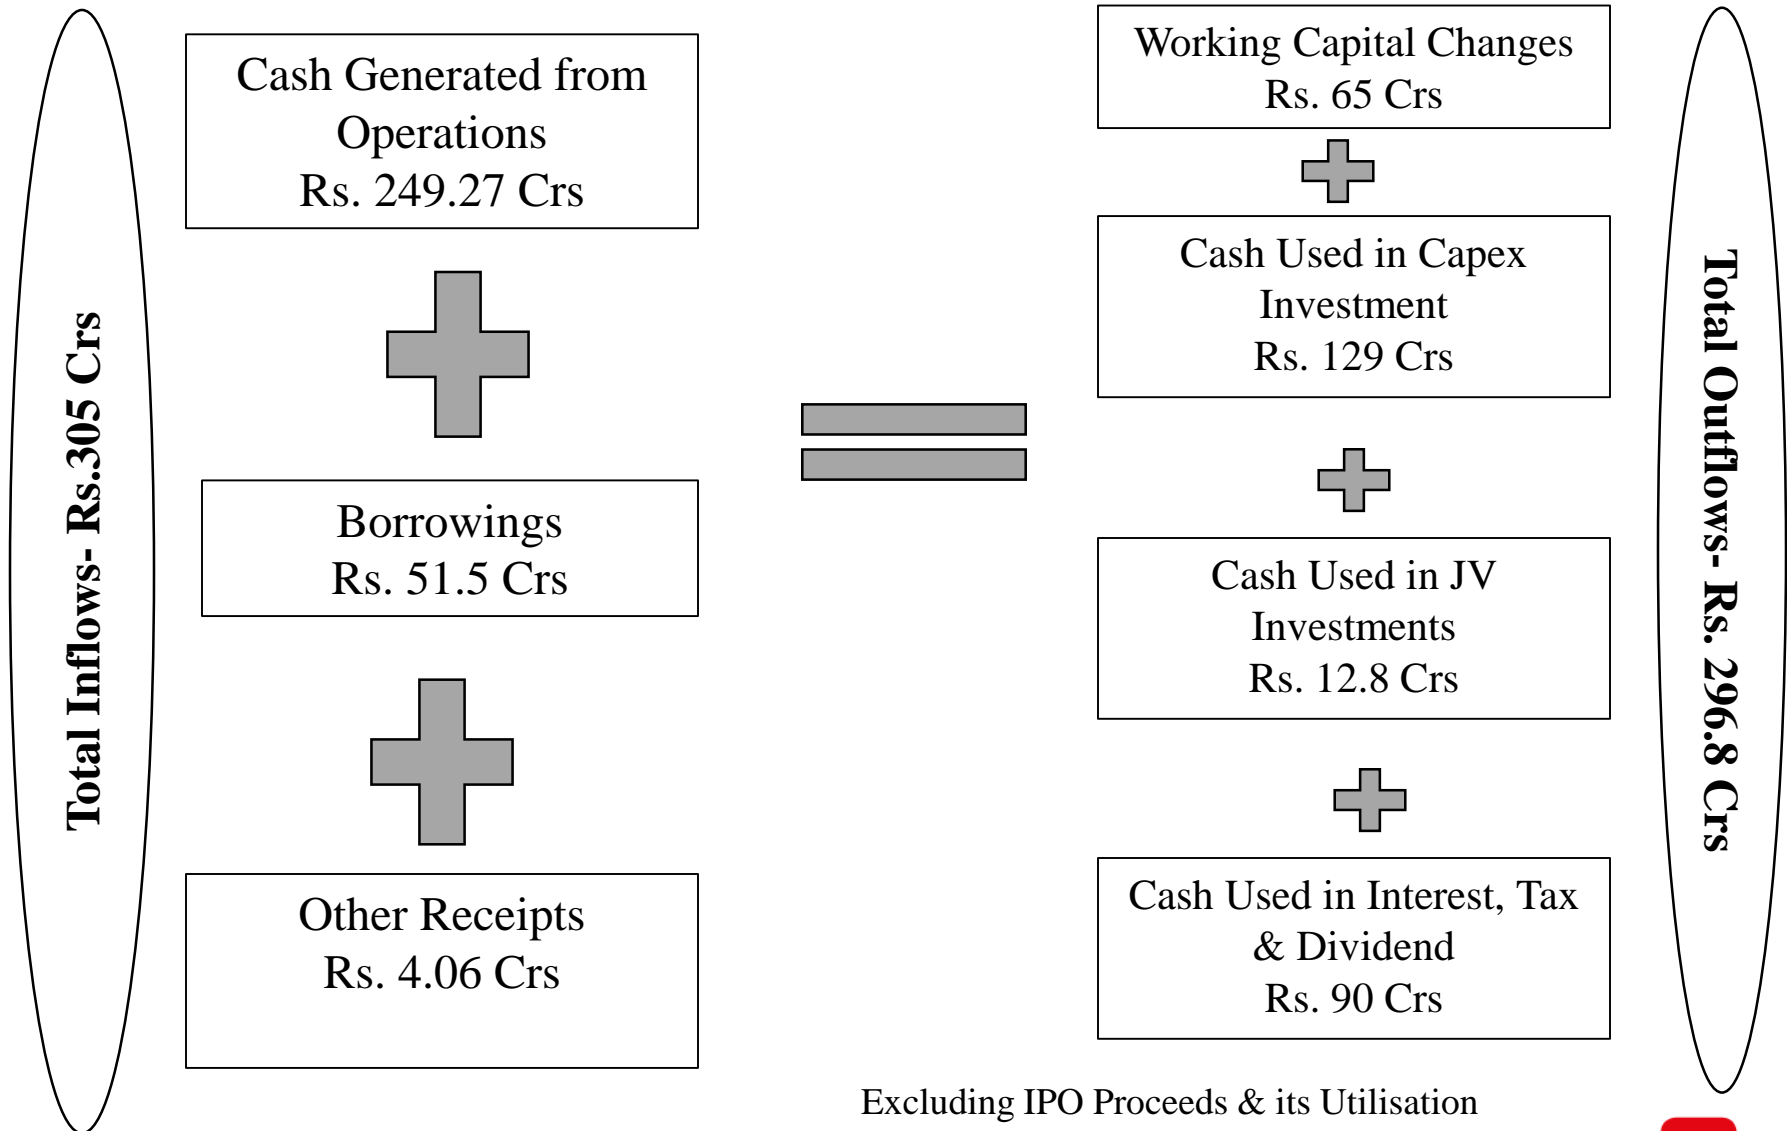 Total Inflows- Rs.305 Crs
Cash Generated from
Operations
Rs. 249.27 Crs
Borrowings
Rs. 51.5 Crs
Other Receipts
Rs. 4.06 Crs
Working Capital Changes
Rs. 65 Crs
Cash Used in Capex
Investment
Rs. 129 Crs
Cash Used in JV
Investments
Rs. 12.8 Crs
Cash Used in Interest, Tax
& Dividend
Rs. 90 Crs
Total Outflows- Rs. 296.8 Crs
Excluding IPO Proceeds & its Utilisation